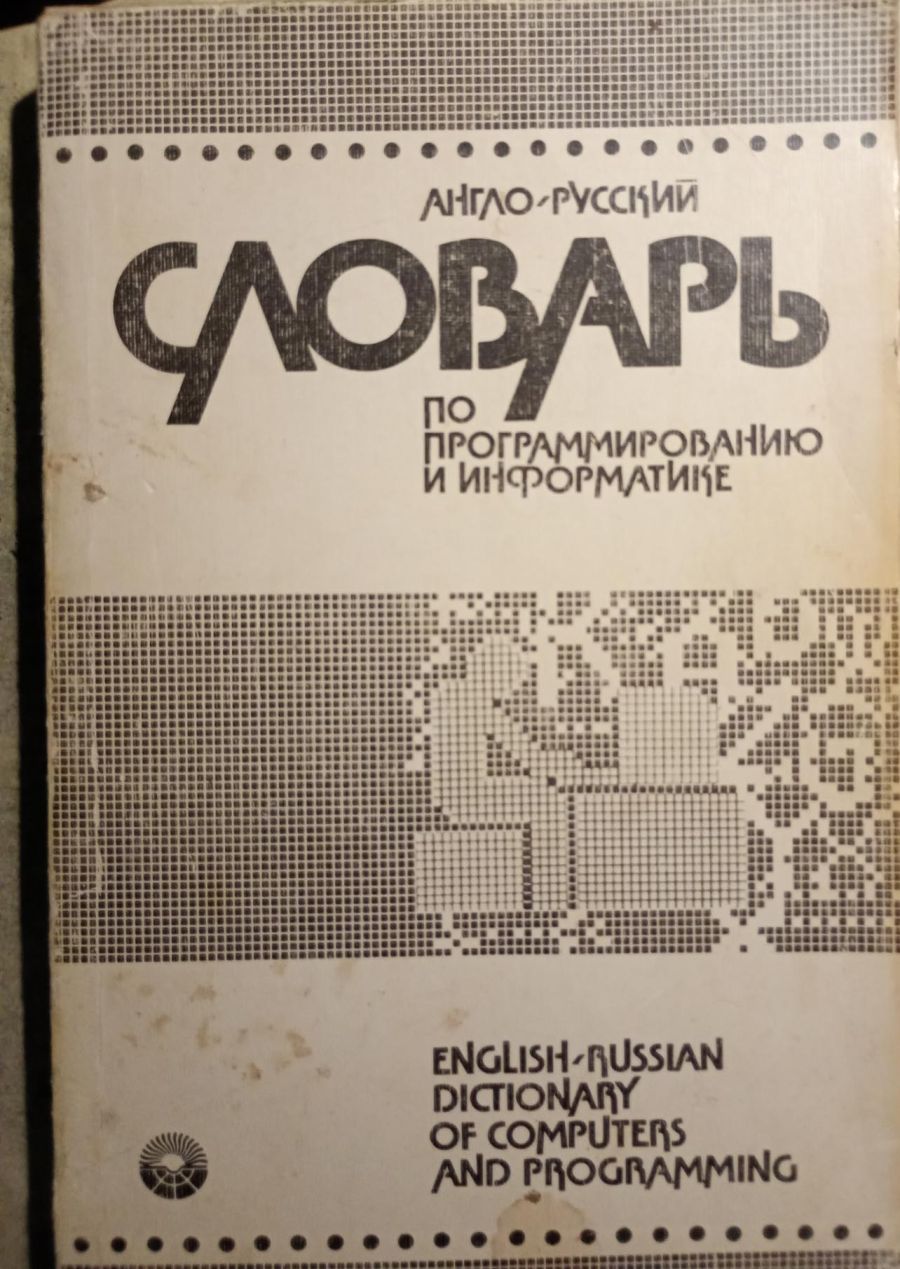 АНГЛО-РУССКИЙ
СЛОВАРЬ
ПО
ПРОГРАММИРОВАНИЮ
И ИНФОРМАТИКЕ
ENGLISH-RUSSIAN
DICTIONARY
OF COMPUTERS
AND PROGRAMMING